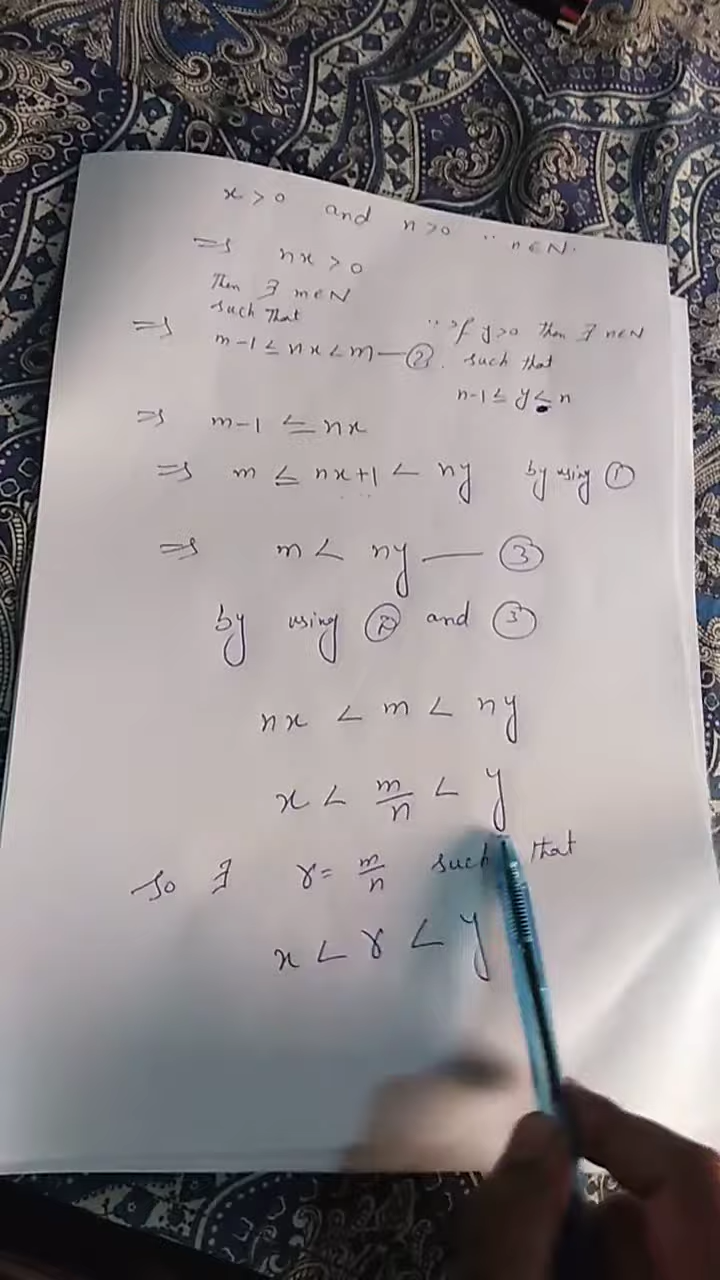 x > 0 and n > 0 ∵ n∈N.
⇒ nx > 0
Then ∃ m∈N
such that
⇒ m-1 ≤ nx < m — ②.
∵ If y>0 then ∃ n∈N
such that
n-1 ≤ y ≤ n
⇒ m-1 ≤ nx
⇒ m ≤ nx+1 < ny by using ①
⇒ m < ny — ③
by using ② and ③
nx < m < ny
x < m/n < y
So ∃ r = m/n such that
x < r < y